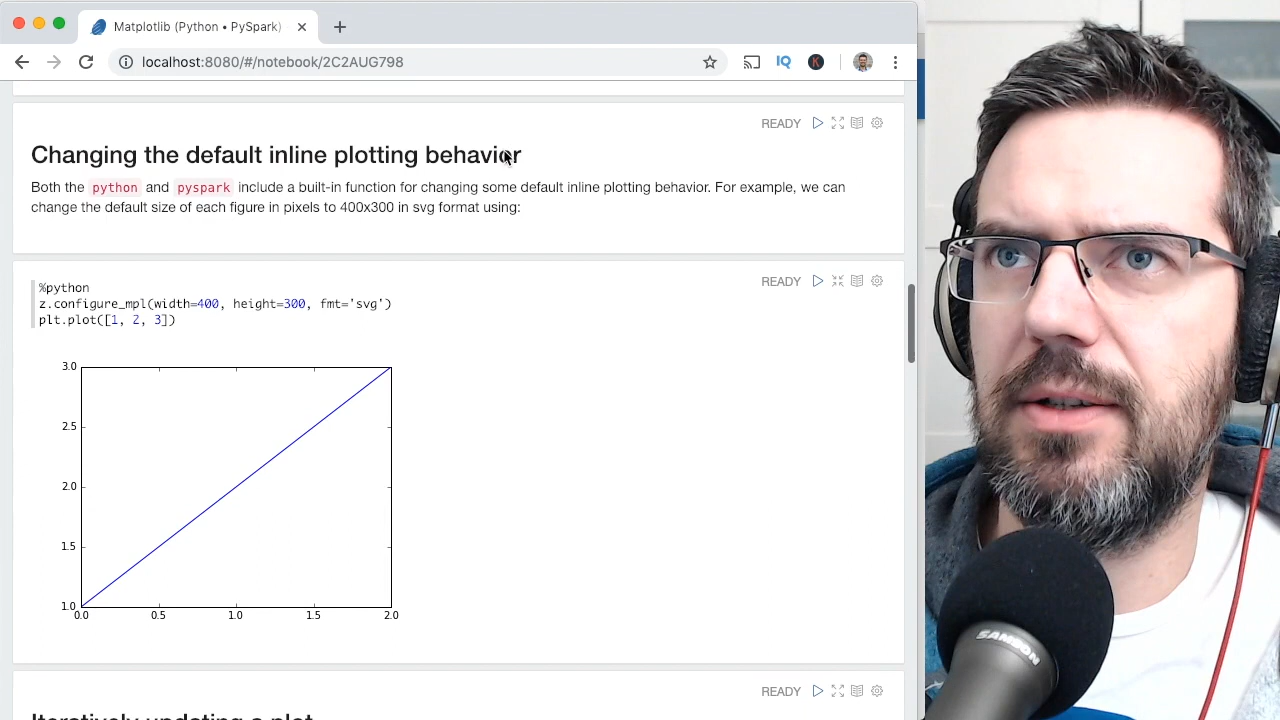 Matplotlib (Python • PySpark)
localhost:8080/#/notebook/2C2AUG798
IQ
K
READY
Changing the default inline plotting behavior
Both the python and pyspark include a built-in function for changing some default inline plotting behavior. For example, we can
change the default size of each figure in pixels to 400x300 in svg format using:
READY
%python
z.configure_mpl(width=400, height=300, fmt='svg')
plt.plot([1, 2, 3])
3.0
2.5
2.0
1.5
1.0
0.0 0.5 1.0 1.5 2.0
READY
Iteratively updating a plot
SAMSON